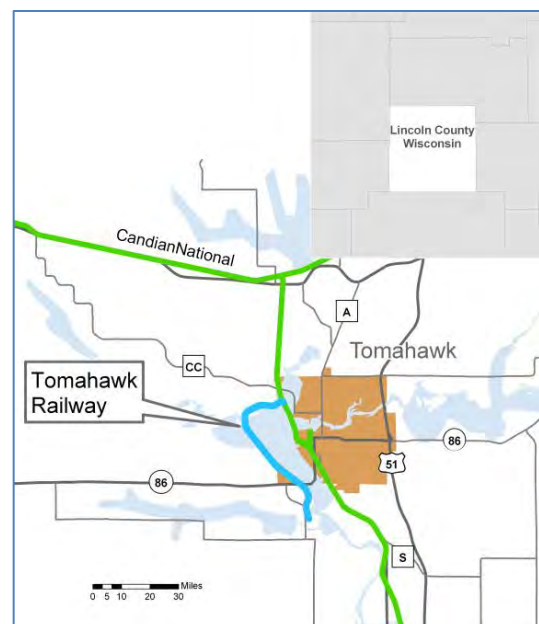 Lincoln County
Wisconsin
CandianNational
A
Tomahawk
CC
Tomahawk
Railway
86
51
86
S
Miles
0 5 10 20 30